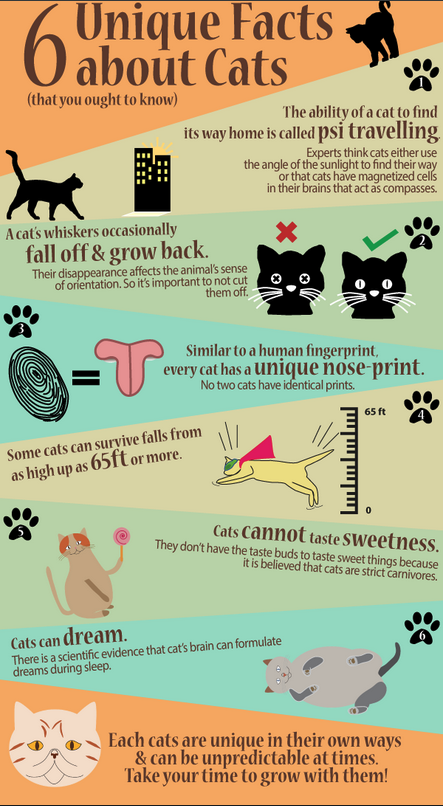 6 Unique Facts
about Cats
(that you ought to know)
1
The ability of a cat to find
its way home is called psi travelling.
Experts think cats either use
the angle of the sunlight to find their way
or that cats have magnetized cells
in their brains that act as compasses.
2
A cat's whiskers occasionally
fall off & grow back.
Their disappearance affects the animal's sense
of orientation. So it's important to not cut
them off.
3
Similar to a human fingerprint,
every cat has a unique nose-print.
No two cats have identical prints.
4
Some cats can survive falls from
as high up as 65ft or more.
65 ft
0
5
Cats cannot taste sweetness.
They don't have the taste buds to taste sweet things because
it is believed that cats are strict carnivores.
6
Cats can dream.
There is a scientific evidence that cat's brain can formulate
dreams during sleep.
Each cats are unique in their own ways
& can be unpredictable at times.
Take your time to grow with them!